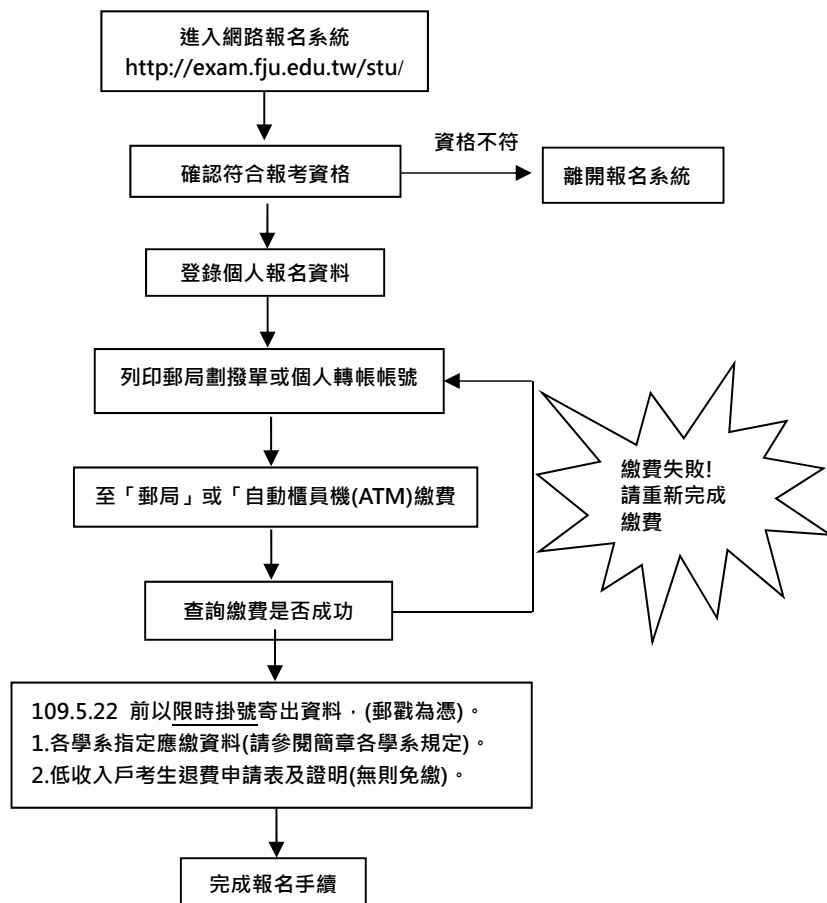 進入網路報名系統
http://exam.fju.edu.tw/stu/
確認符合報考資格
資格不符
離開報名系統
登錄個人報名資料
列印郵局劃撥單或個人轉帳帳號
至「郵局」或「自動櫃員機(ATM)繳費
繳費失敗!
請重新完成
繳費
查詢繳費是否成功
109.5.22 前以限時掛號寄出資料，(郵戳為憑)。
1.各學系指定應繳資料(請參閱簡章各學系規定)。
2.低收入戶考生退費申請表及證明(無則免繳)。
完成報名手續